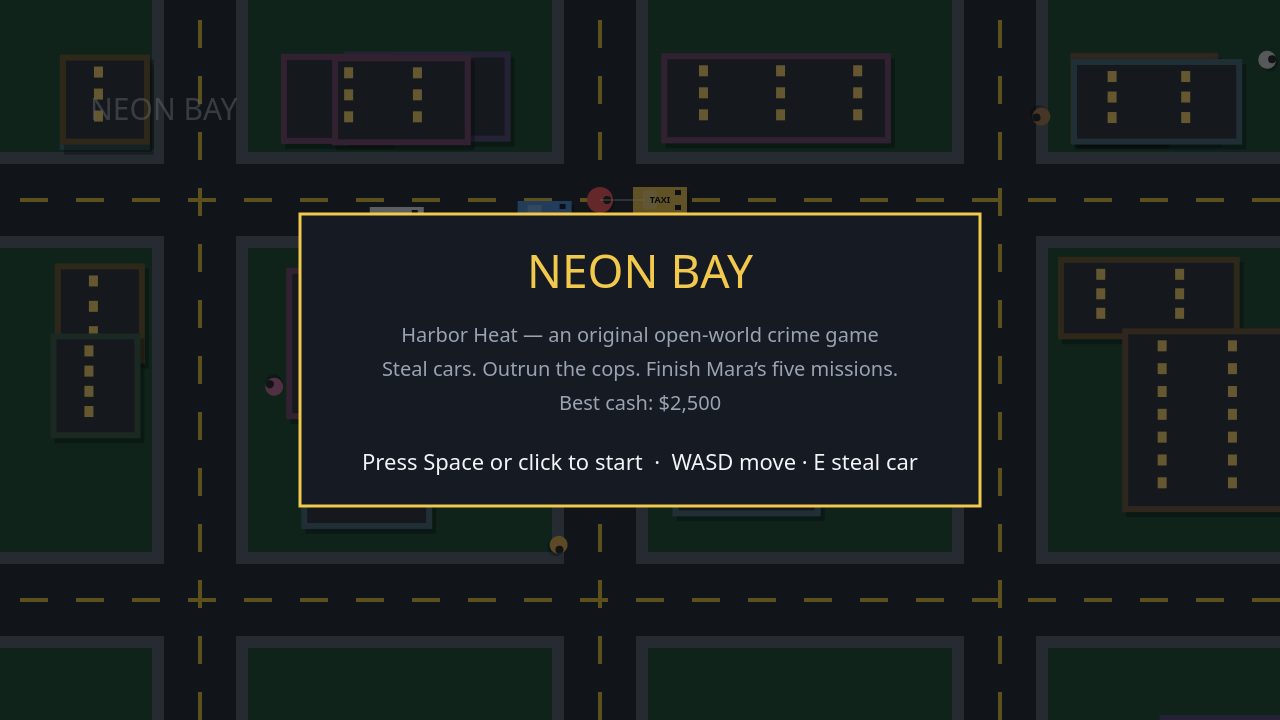 NEON BAY
TAXI
NEON BAY
Harbor Heat — an original open-world crime game
Steal cars. Outrun the cops. Finish Mara’s five missions.
Best cash: $2,500
Press Space or click to start · WASD move · E steal car